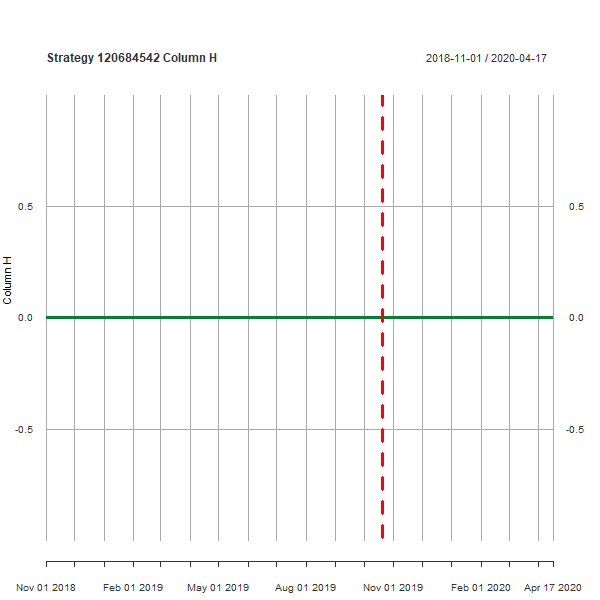 Strategy 120684542 Column H
2018-11-01 / 2020-04-17
0.5
0.5
Column H
0.0
0.0
-0.5
-0.5
Nov 01 2018
Feb 01 2019
May 01 2019
Aug 01 2019
Nov 01 2019
Feb 01 2020
Apr 17 2020